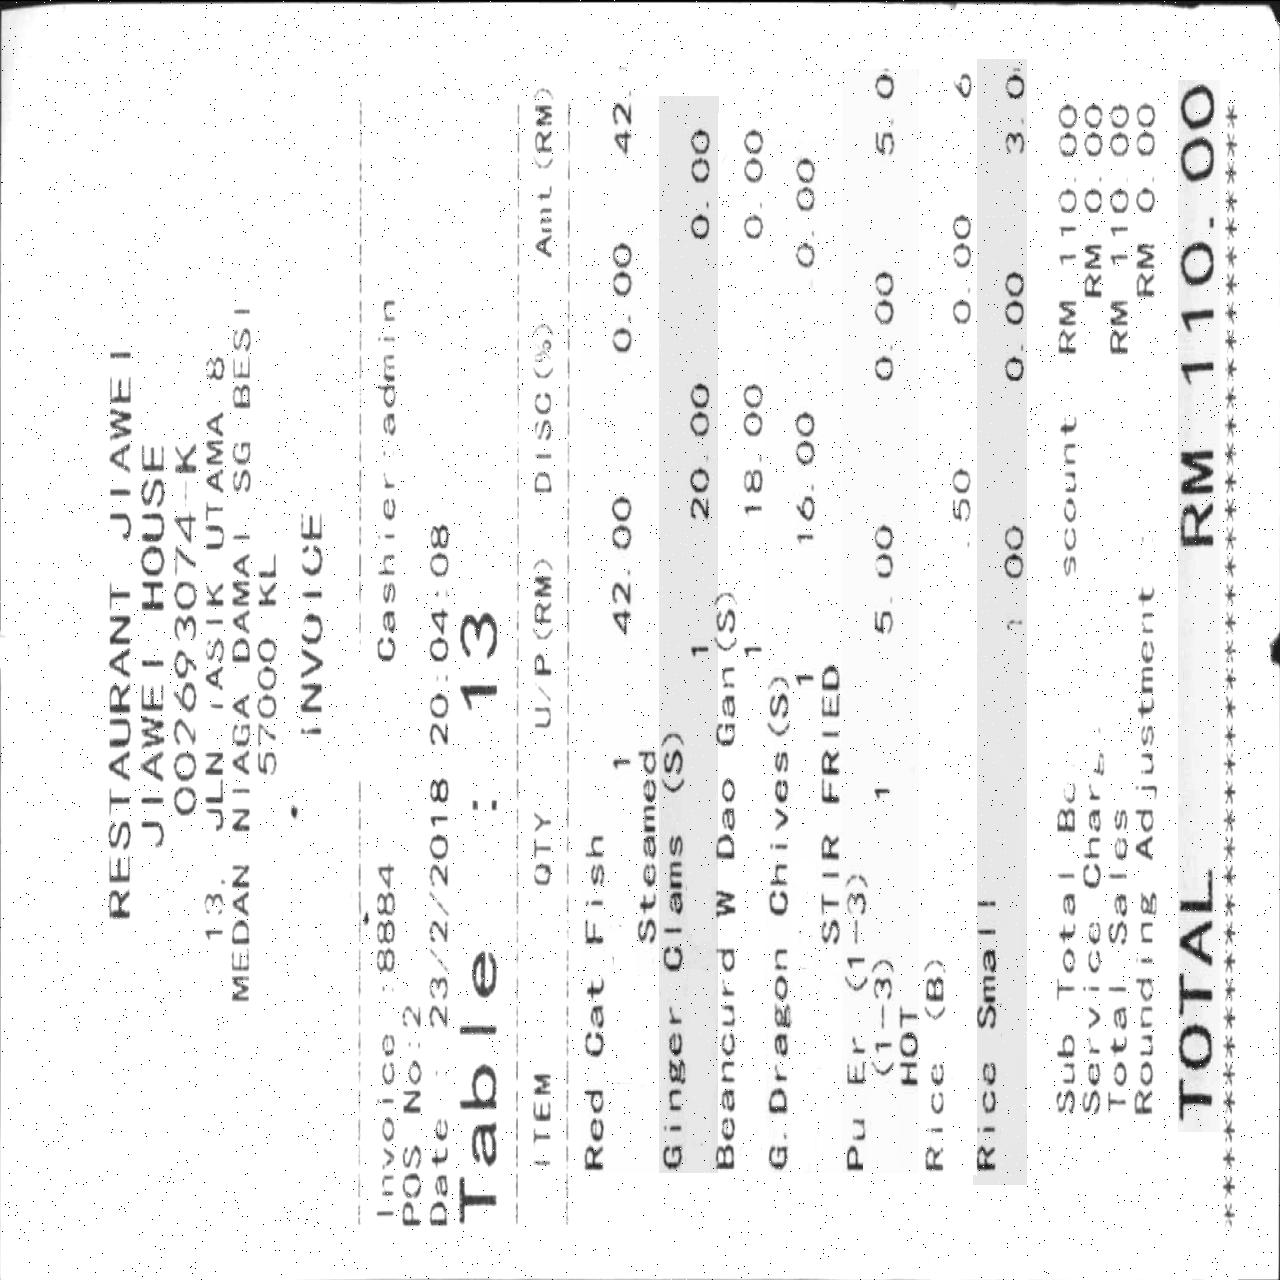 RESTAURANT JIAWEI
JIAWEI HOUSE
002693074-K
13. JLN TASIK UTAMA 8
MEDAN NIAGA DAMAI SG BESI
57000 KL
INVOICE
Invoice :8884 Cashier:admin
POS No:2
Date : 23/2/2018 20:04:08
Table : 13
ITEM QTY U/P(RM) DISC(%) Amt(RM)
Red Cat Fish
1 42.00 0.00 42.
Steamed
Ginger Clams (S)
1 20.00 0.00
Beancurd W Dao Gan(S)
1 18.00 0.00
G.Dragon Chives(S)
1 16.00 0.00
STIR FRIED
Pu Er (1-3)
(1-3) 1 5.00 0.00 5.0
HOT
Rice (B)
.50 0.00 6
Rice Small
00 0.00 3.0
Sub Total scount RM 110.00
Service RM 0.00
Total Sales RM 110.00
Rounding Adjustment RM 0.00
TOTAL RM 110.00